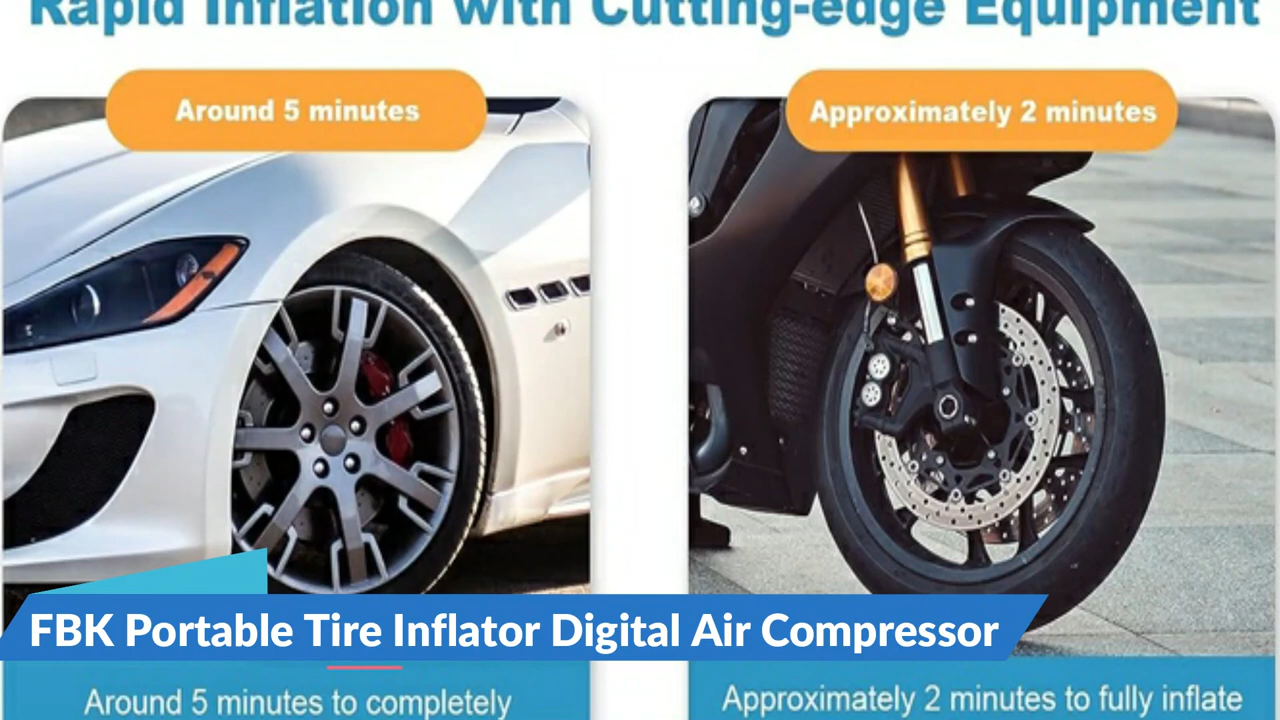 Rapid Inflation with Cutting-edge Equipment
Around 5 minutes
Approximately 2 minutes
FBK Portable Tire Inflator Digital Air Compressor
Around 5 minutes to completely
Approximately 2 minutes to fully inflate